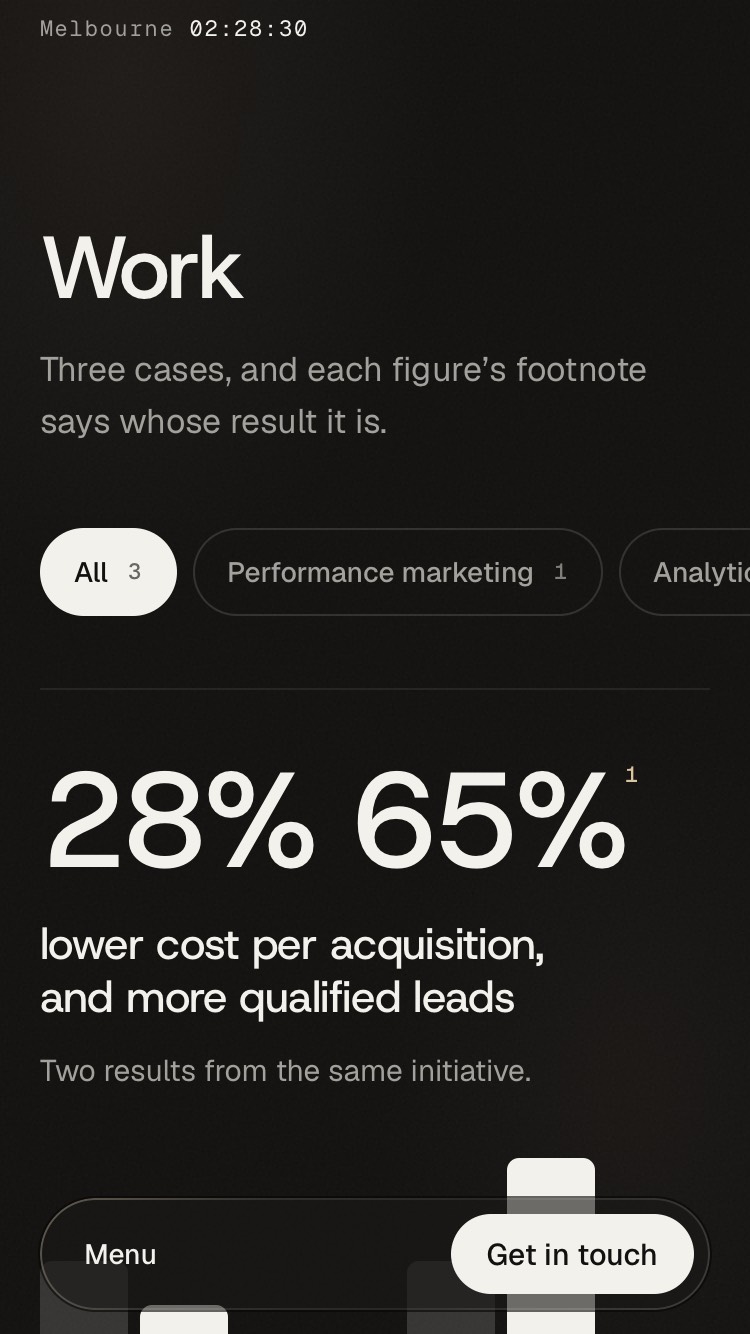 Melbourne 02:28:30
Work
Three cases, and each figure’s footnote
says whose result it is.
All 3
Performance marketing 1
Analytic
28% 65% 1
lower cost per acquisition,
and more qualified leads
Two results from the same initiative.
Menu
Get in touch